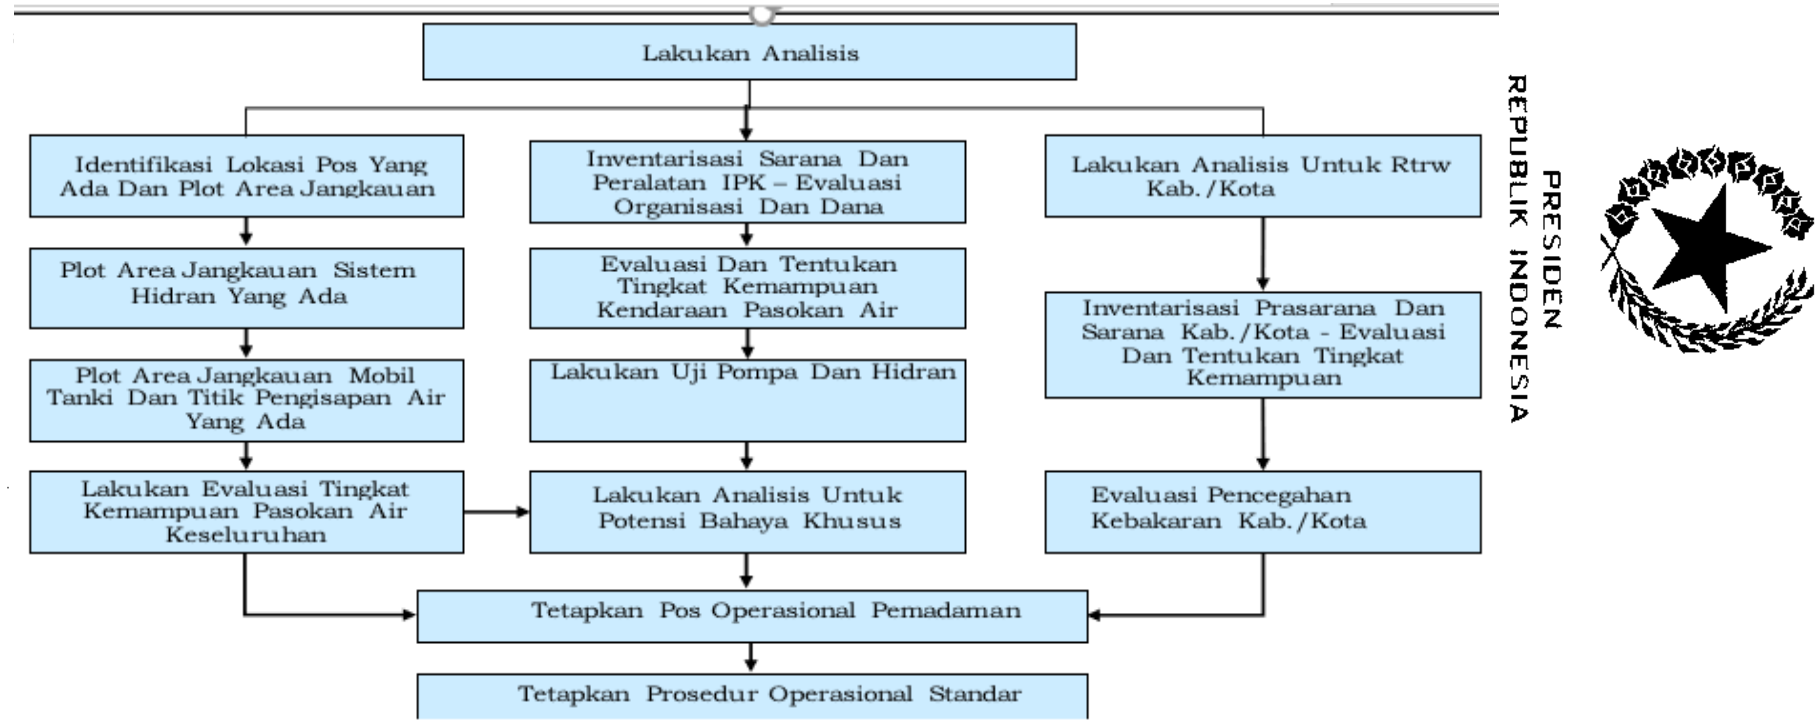 Lakukan Analisis
Identifikasi Lokasi Pos Yang
Ada Dan Plot Area Jangkauan
Plot Area Jangkauan Sistem
Hidran Yang Ada
Plot Area Jangkauan Mobil
Tanki Dan Titik Pengisapan Air
Yang Ada
Lakukan Evaluasi Tingkat
Kemampuan Pasokan Air
Keseluruhan
Inventarisasi Sarana Dan
Peralatan IPK – Evaluasi
Organisasi Dan Dana
Evaluasi Dan Tentukan
Tingkat Kemampuan
Kendaraan Pasokan Air
Lakukan Uji Pompa Dan Hidran
Lakukan Analisis Untuk
Potensi Bahaya Khusus
Lakukan Analisis Untuk Rtrw
Kab./Kota
Inventarisasi Prasarana Dan
Sarana Kab./Kota - Evaluasi
Dan Tentukan Tingkat
Kemampuan
Evaluasi Pencegahan
Kebakaran Kab./Kota
Tetapkan Pos Operasional Pemadaman
Tetapkan Prosedur Operasional Standar
PRESIDEN
REPUBLIK INDONESIA